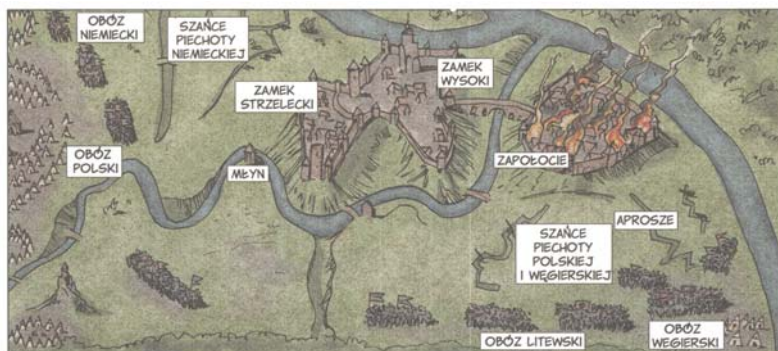 OBÓZ
NIEMIECKI
SZAŃCE
PIECHOTY
NIEMIECKIEJ
ZAMEK
STRZELECKI
ZAMEK
WYSOKI
OBÓZ
POLSKI
MŁYN
ZAPOŁOCIE
SZAŃCE
PIECHOTY
POLSKIEJ
I WĘGIERSKIEJ
APROSZE
OBÓZ LITEWSKI
OBÓZ
WĘGIERSKI